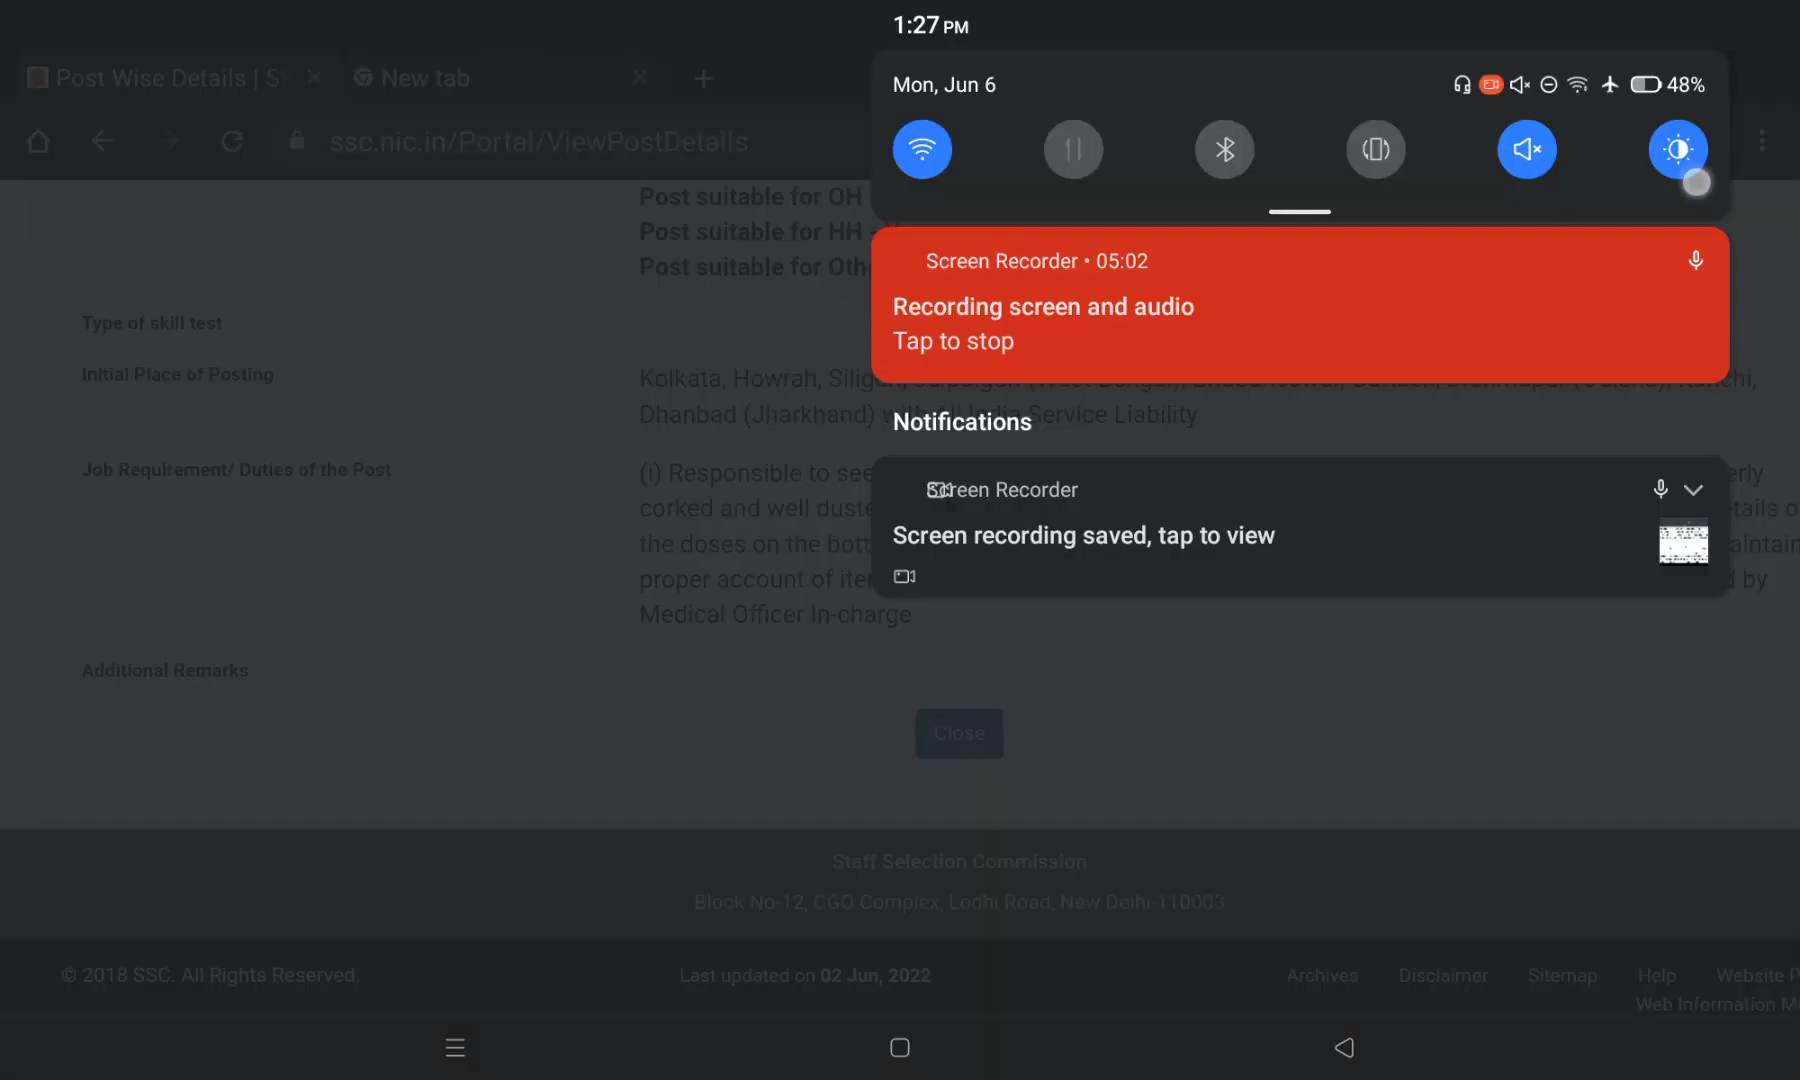 1:27 PM
Post Wise Details | S
New tab
Mon, Jun 6
48%
ssc.nic.in/Portal/ViewPostDetails
Post suitable for OH
Post suitable for HH -
Post suitable for Oth
Screen Recorder • 05:02
Recording screen and audio
Tap to stop
Type of skill test
Initial Place of Posting
Kolkata, Howrah,
Dhanbad (Jharkhand) with All India Service Liability
Notifications
Job Requirement/ Duties of the Post
(i) Responsible to see
corked and well
the doses on the
proper account of
Medical Officer In-charge
Screen Recorder
Screen recording saved, tap to view
by
Additional Remarks
Close
Staff Selection Commission
Block No-12, CGO Complex, Lodhi Road, New Delhi-110003
© 2018 SSC. All Rights Reserved.
Last updated on 02 Jun, 2022
Archives
Disclaimer
Sitemap
Help
Website P
Web Information M